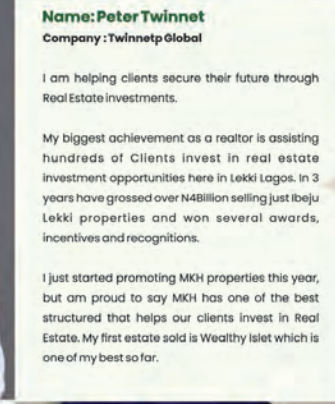 Name: Peter Twinnet
Company : Twinnetp Global
I am helping clients secure their future through
Real Estate investments.
My biggest achievement as a realtor is assisting
hundreds of Clients invest in real estate
investment opportunities here in Lekki Lagos. In 3
years have grossed over N4Billion selling just Ibeju
Lekki properties and won several awards,
incentives and recognitions.
I just started promoting MKH properties this year,
but am proud to say MKH has one of the best
structured that helps our clients invest in Real
Estate. My first estate sold is Wealthy Islet which is
one of my best so far.